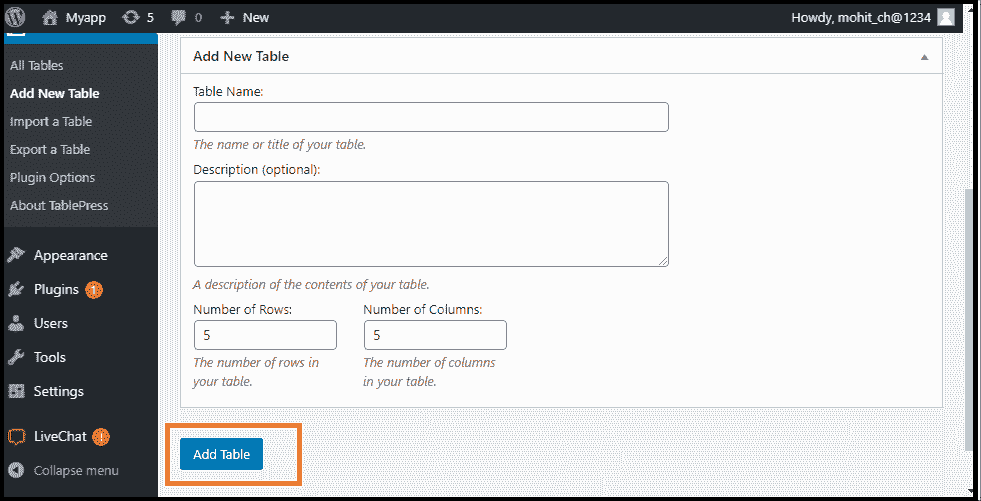 Myapp 5 0 New Howdy, mohit_ch@1234
All Tables
Add New Table
Import a Table
Export a Table
Plugin Options
About TablePress
Appearance
Plugins 1
Users
Tools
Settings
LiveChat 1
Collapse menu
Add New Table
Table Name:
The name or title of your table.
Description (optional):
A description of the contents of your table.
Number of Rows: Number of Columns:
5 5
The number of rows in The number of columns
your table. in your table.
Add Table